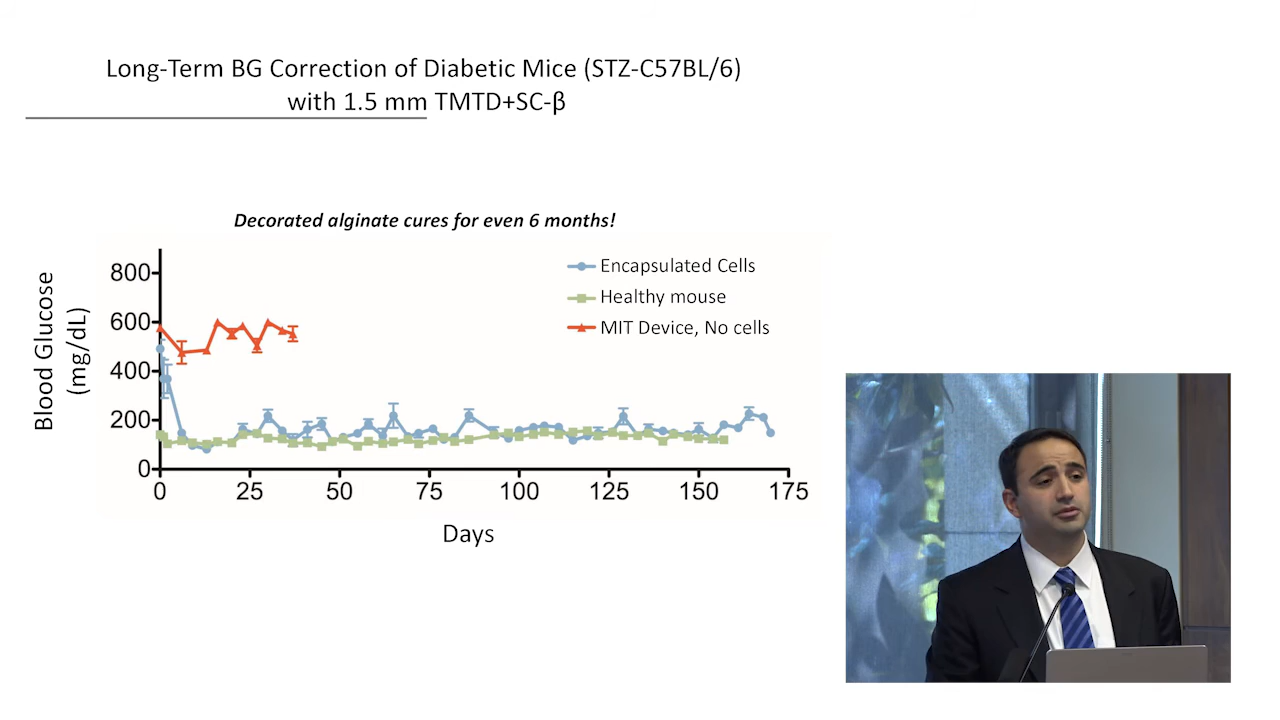 Long-Term BG Correction of Diabetic Mice (STZ-C57BL/6)
with 1.5 mm TMTD+SC-β
Decorated alginate cures for even 6 months!
Encapsulated Cells
Healthy mouse
MIT Device, No cells
Blood Glucose
(mg/dL)
800
600
400
200
0
0 25 50 75 100 125 150 175
Days